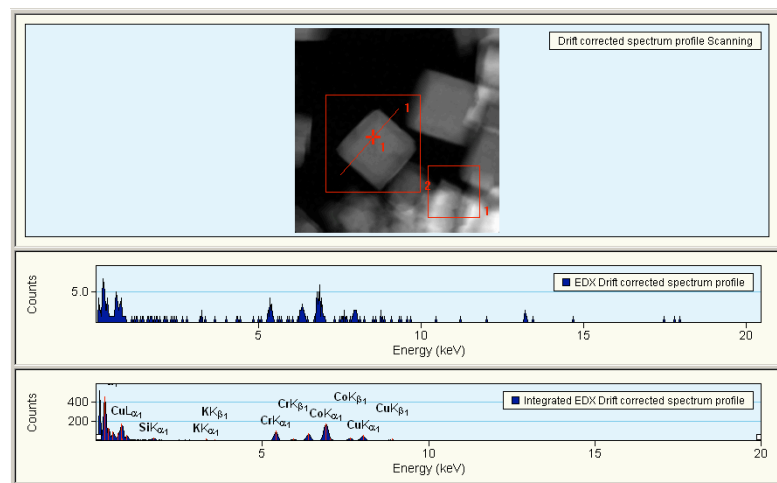 Drift corrected spectrum profile Scanning
1
1
2
1
Counts
5.0
EDX Drift corrected spectrum profile
5
10
15
20
Energy (keV)
Counts
400
200
CuLα1
SiKα1
KKβ1
KKα1
CrKβ1
CrKα1
CoKβ1
CoKα1
CuKβ1
CuKα1
Integrated EDX Drift corrected spectrum profile
5
10
15
20
Energy (keV)